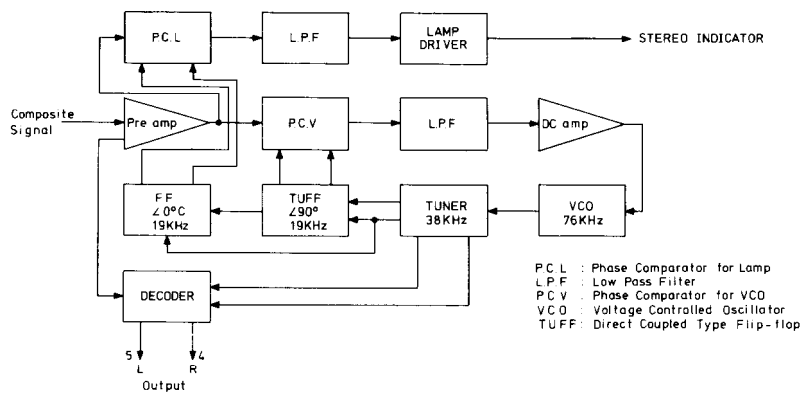 P.C.L
L.P.F
LAMP
DRIVER
STEREO INDICATOR
Composite
Signal
Pre amp
P.C.V
L.P.F
DC amp
F F
∠0°C
19KHz
TUFF
∠90°
19KHz
TUNER
38KHz
VCO
76KHz
DECODER
P.C.L : Phase Comparator for Lamp
L.P.F : Low Pass Filter
P C V : Phase Comparator for VCO
V C O : Voltage Controlled Oscillator
TUFF : Direct Coupled Type Flip-flop
5 4
L R
Output